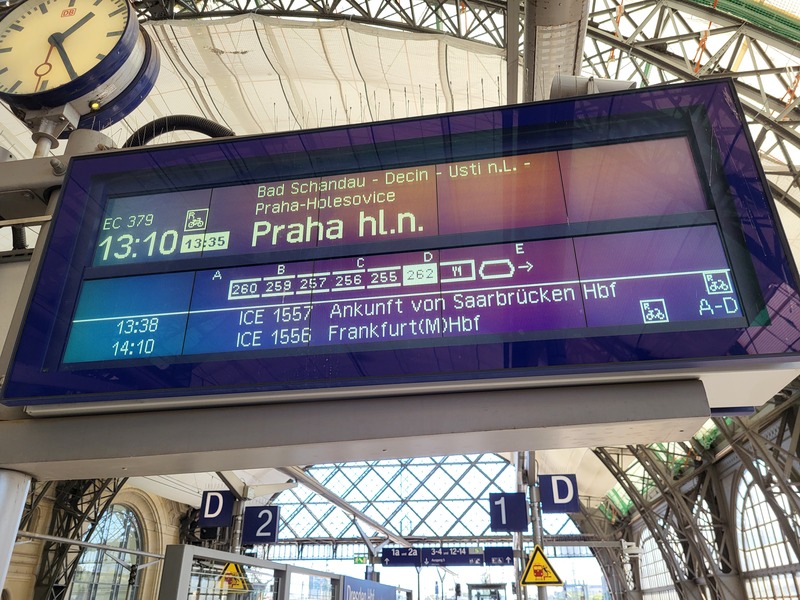 DB
Bad Schandau - Decin - Usti n.L. -
EC 379 R Praha-Holesovice
13:10 13:35 Praha hl.n.
A B C D E
260 259 257 256 255 262
13:38 ICE 1557 Ankunft von Saarbrücken Hbf R
14:10 ICE 1556 Frankfurt(M)Hbf R A-D
D 2 1 D
1a ... 2a 3-4 ... 12-14